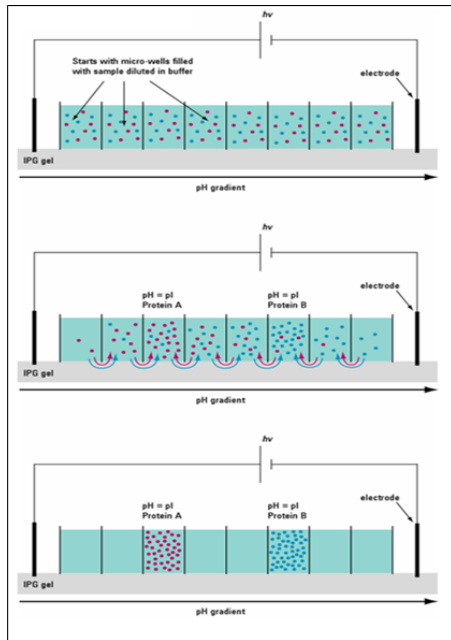 hv
Starts with micro-wells filled
with sample diluted in buffer
electrode
IPG gel
pH gradient
hv
pH = pI
Protein A
pH = pI
Protein B
electrode
IPG gel
pH gradient
hv
pH = pI
Protein A
pH = pI
Protein B
electrode
IPG gel
pH gradient